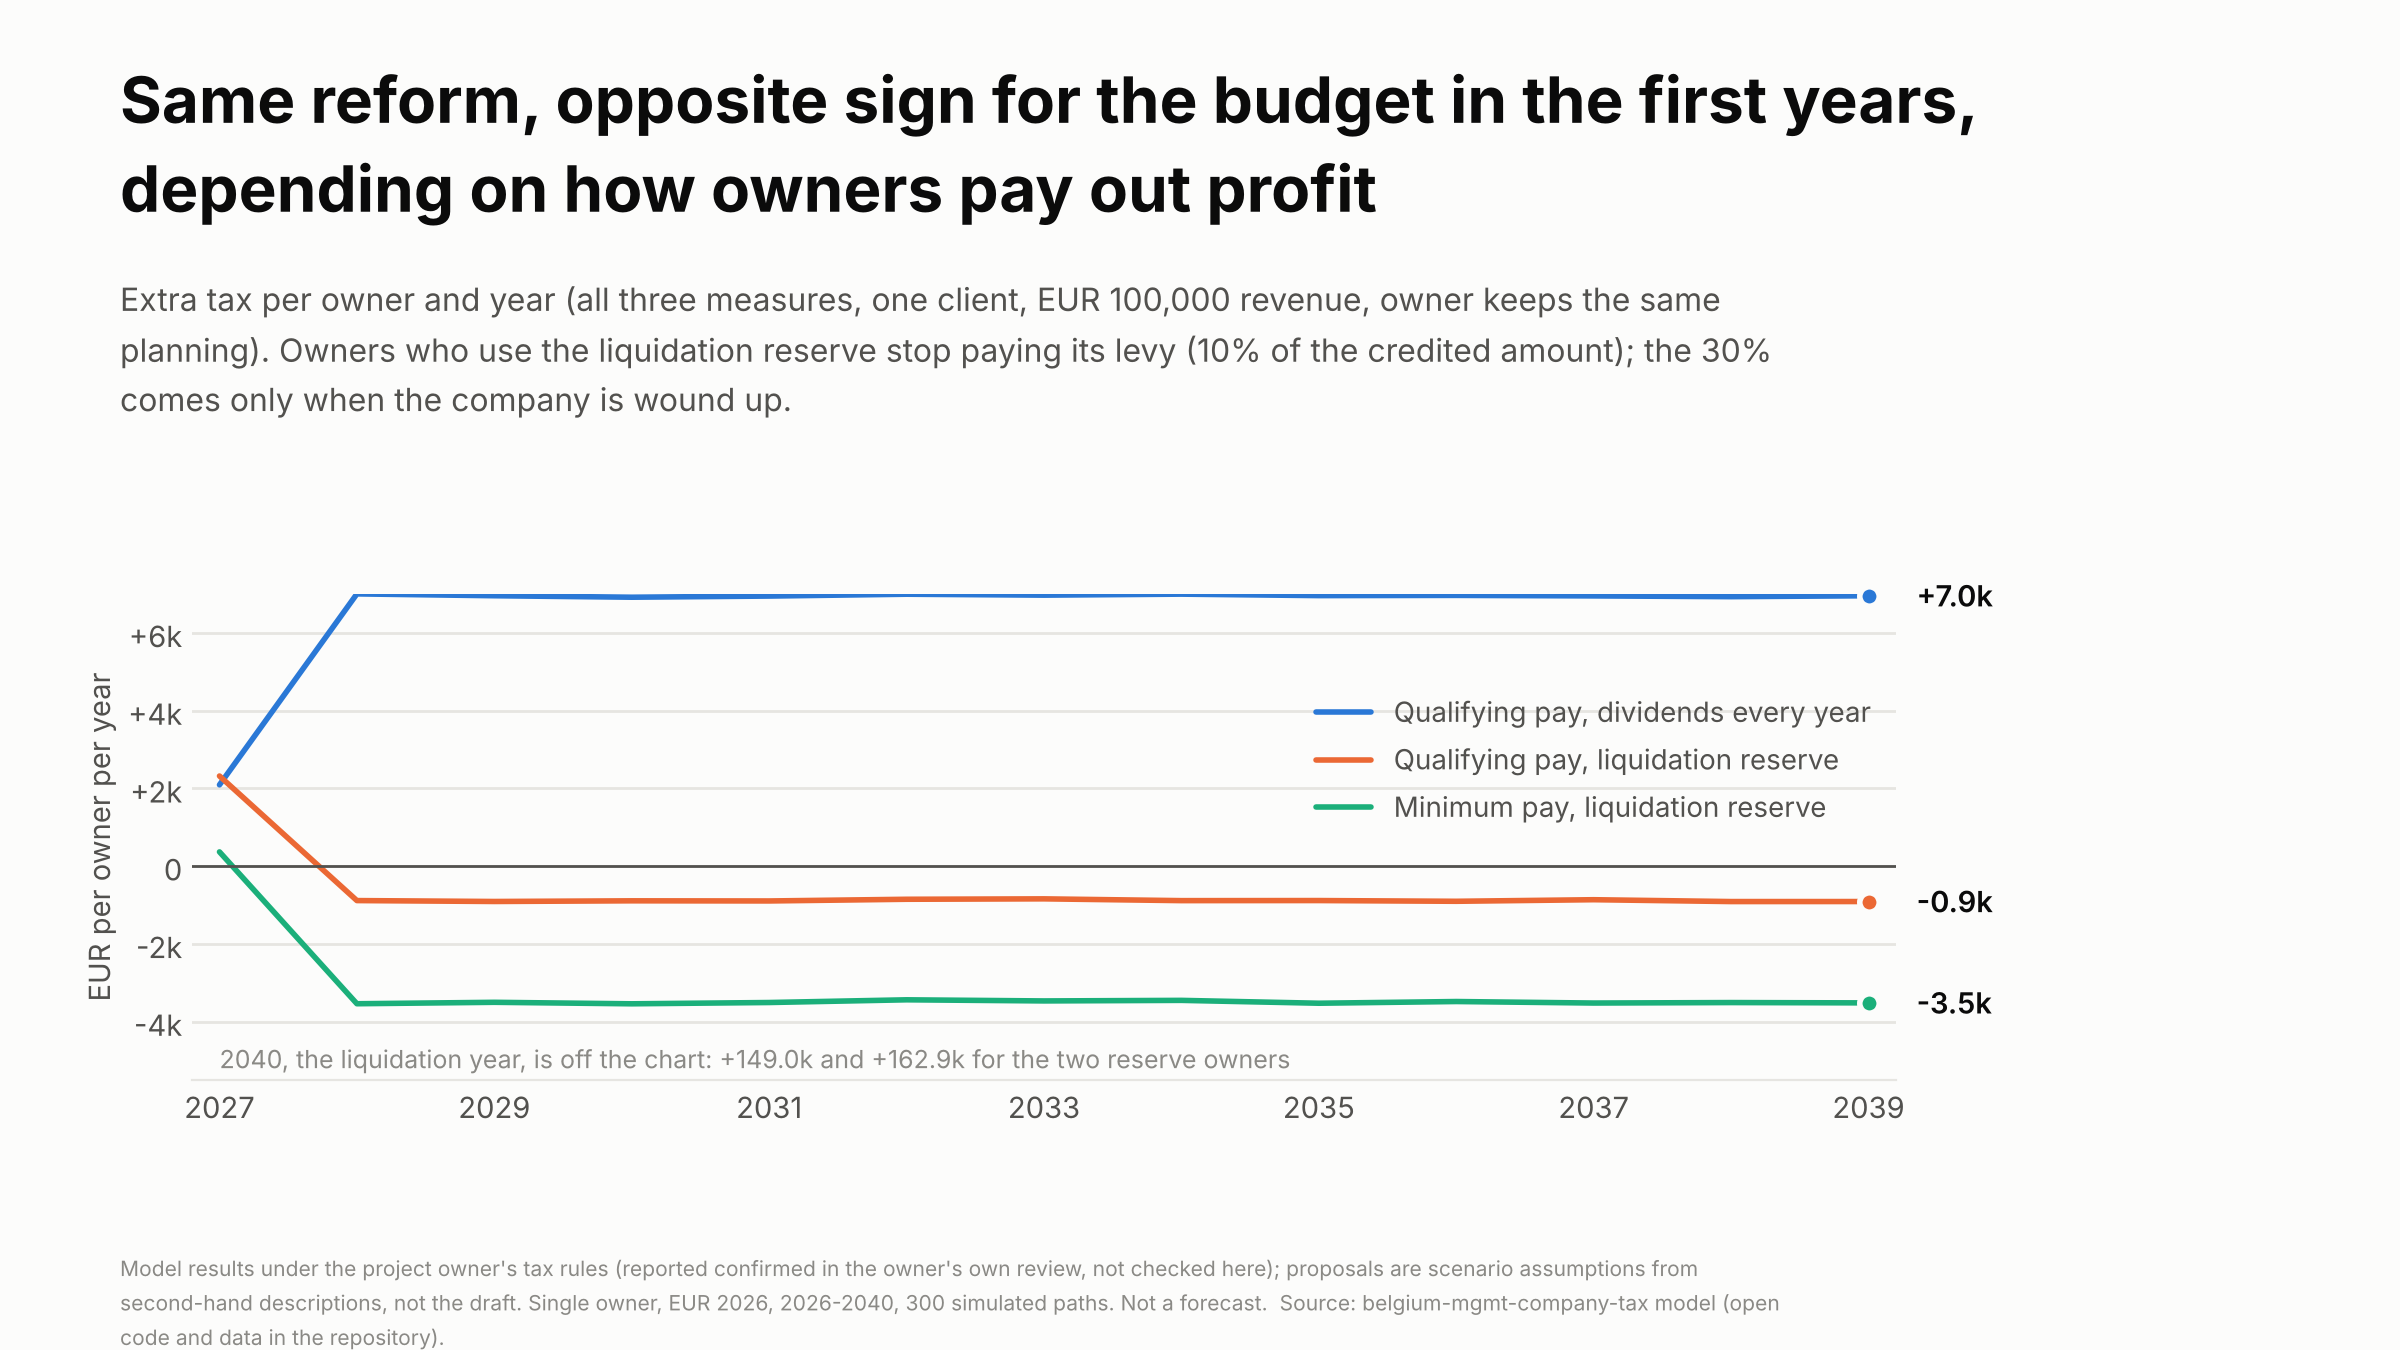 Same reform, opposite sign for the budget in the first years,
depending on how owners pay out profit
Extra tax per owner and year (all three measures, one client, EUR 100,000 revenue, owner keeps the same
planning). Owners who use the liquidation reserve stop paying its levy (10% of the credited amount); the 30%
comes only when the company is wound up.
EUR per owner per year
+6k
+4k
+2k
0
-2k
-4k
+7.0k
-0.9k
-3.5k
Qualifying pay, dividends every year
Qualifying pay, liquidation reserve
Minimum pay, liquidation reserve
2040, the liquidation year, is off the chart: +149.0k and +162.9k for the two reserve owners
2027 2029 2031 2033 2035 2037 2039
Model results under the project owner's tax rules (reported confirmed in the owner's own review, not checked here); proposals are scenario assumptions from
second-hand descriptions, not the draft. Single owner, EUR 2026, 2026-2040, 300 simulated paths. Not a forecast.  Source: belgium-mgmt-company-tax model (open
code and data in the repository).